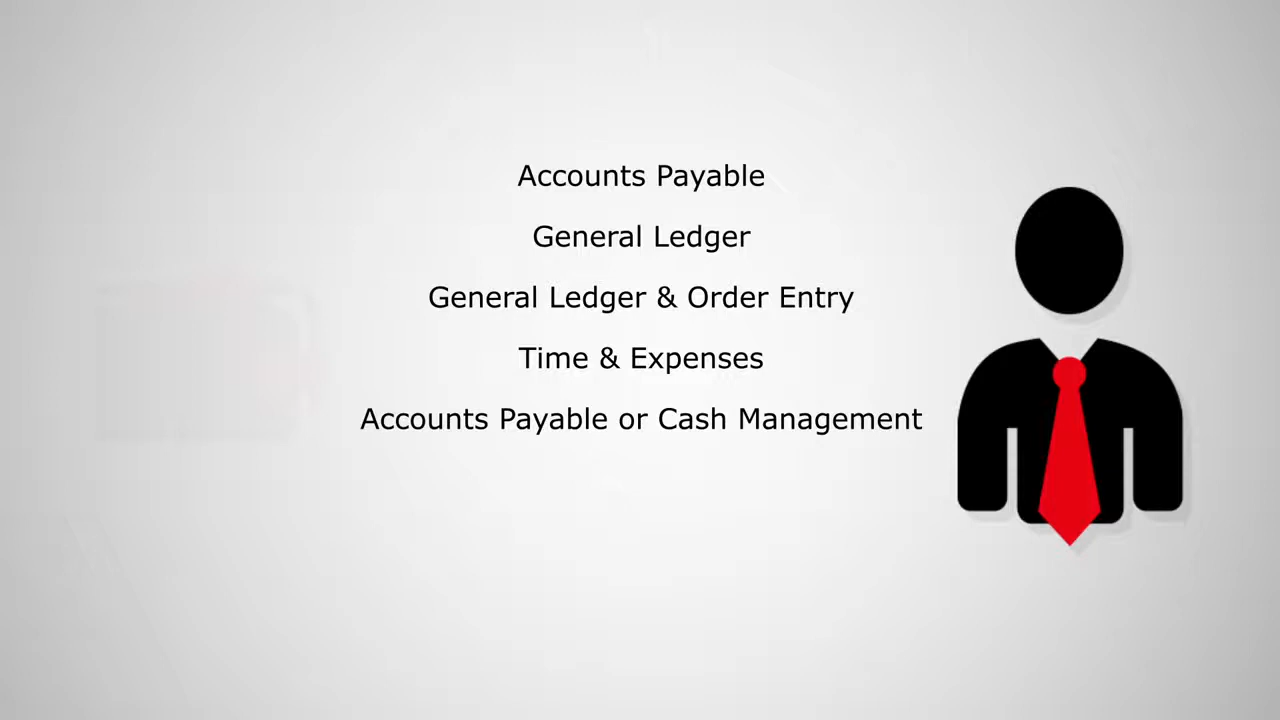 Accounts Payable
General Ledger
General Ledger & Order Entry
Time & Expenses
Accounts Payable or Cash Management